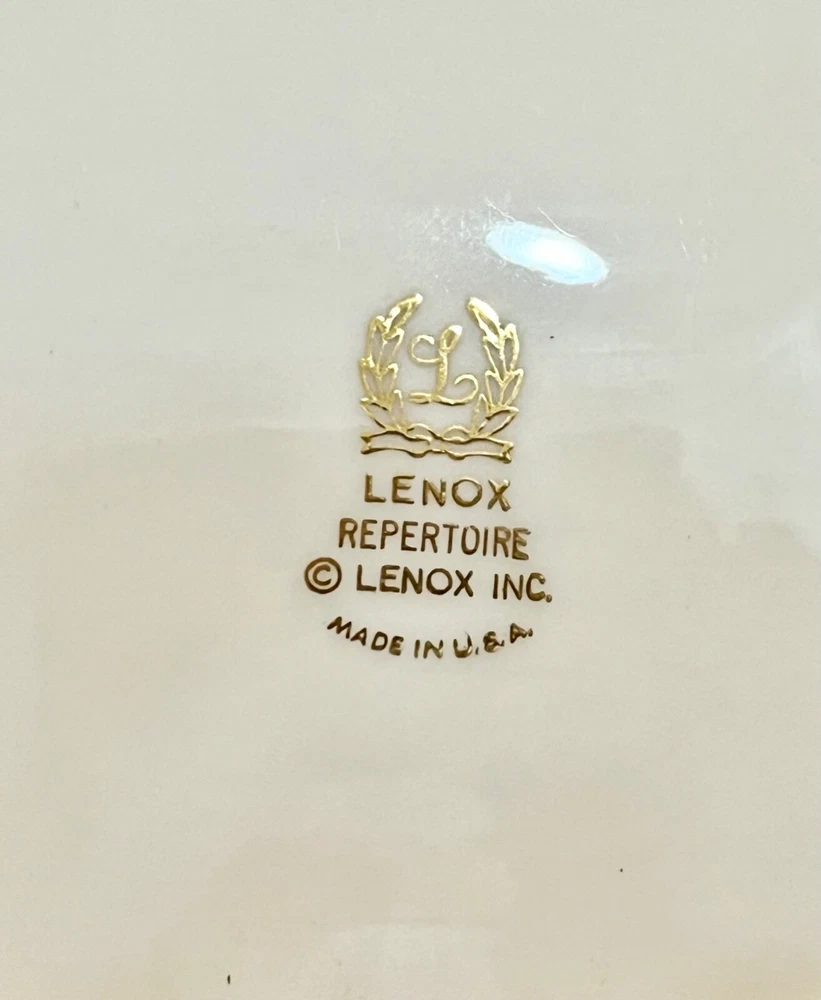 L
LENOX
REPERTOIRE
© LENOX INC.
MADE IN U.S.A.